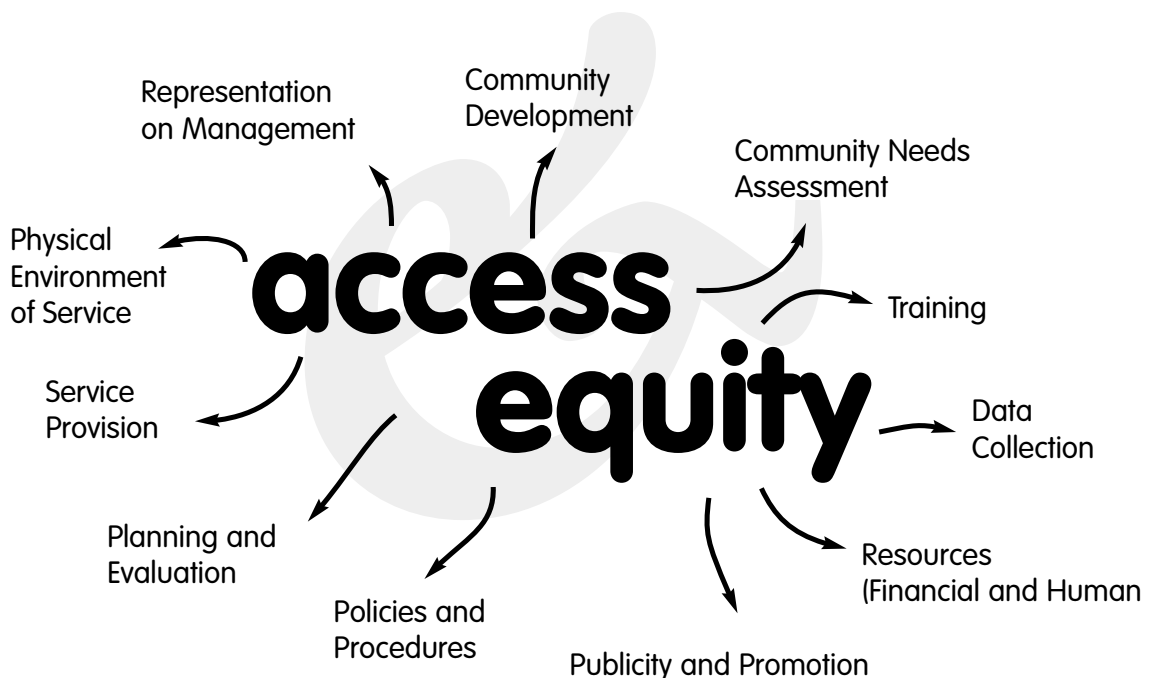 Representation
on Management
Community
Development
Community Needs
Assessment
Physical
Environment
of Service
access
&
Training
Service
Provision
equity
Data
Collection
Planning and
Evaluation
Resources
(Financial and Human
Policies and
Procedures
Publicity and Promotion